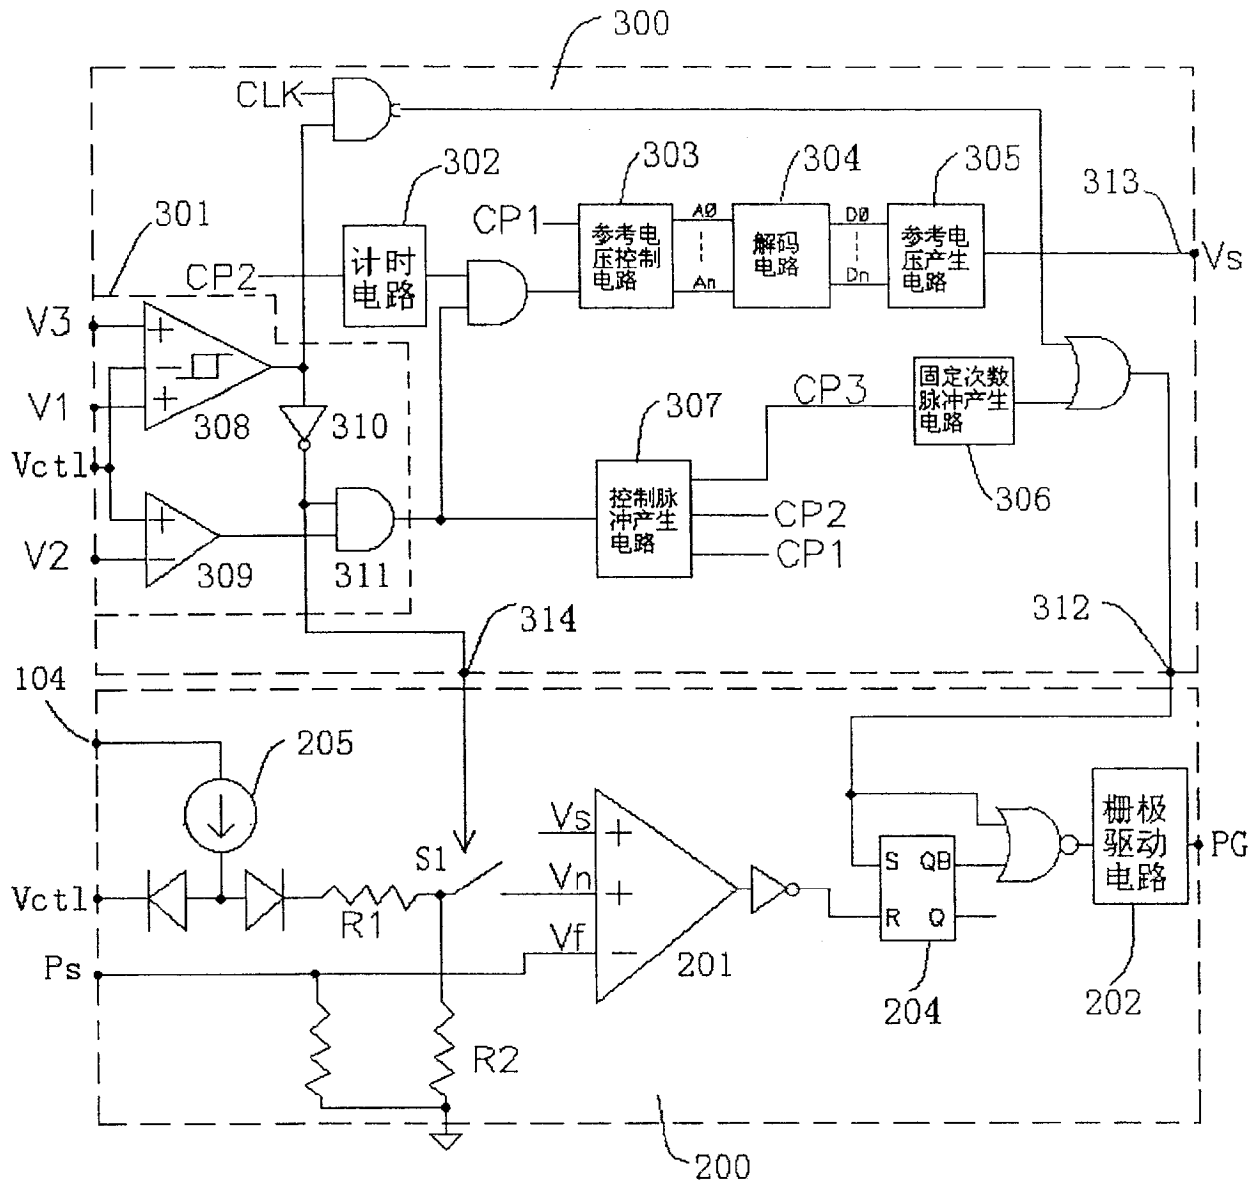 300
CLK
302
303
304
305
313
301
CP1
参考电
压控制
电路
A0
An
解码
电路
D0
Dn
参考电
压产生
电路
Vs
CP2
计时
电路
V3
+
−
+
V1
308
310
307
CP3
固定次数
脉冲产生
电路
306
Vctl
+
−
V2
309
311
控制脉
冲产生
电路
CP2
CP1
314
312
104
205
S1
Vs
+
Vn
+
Vf
−
201
S
QB
R
Q
204
栅极
驱动
电路
202
PG
Vctl
R1
Ps
R2
200